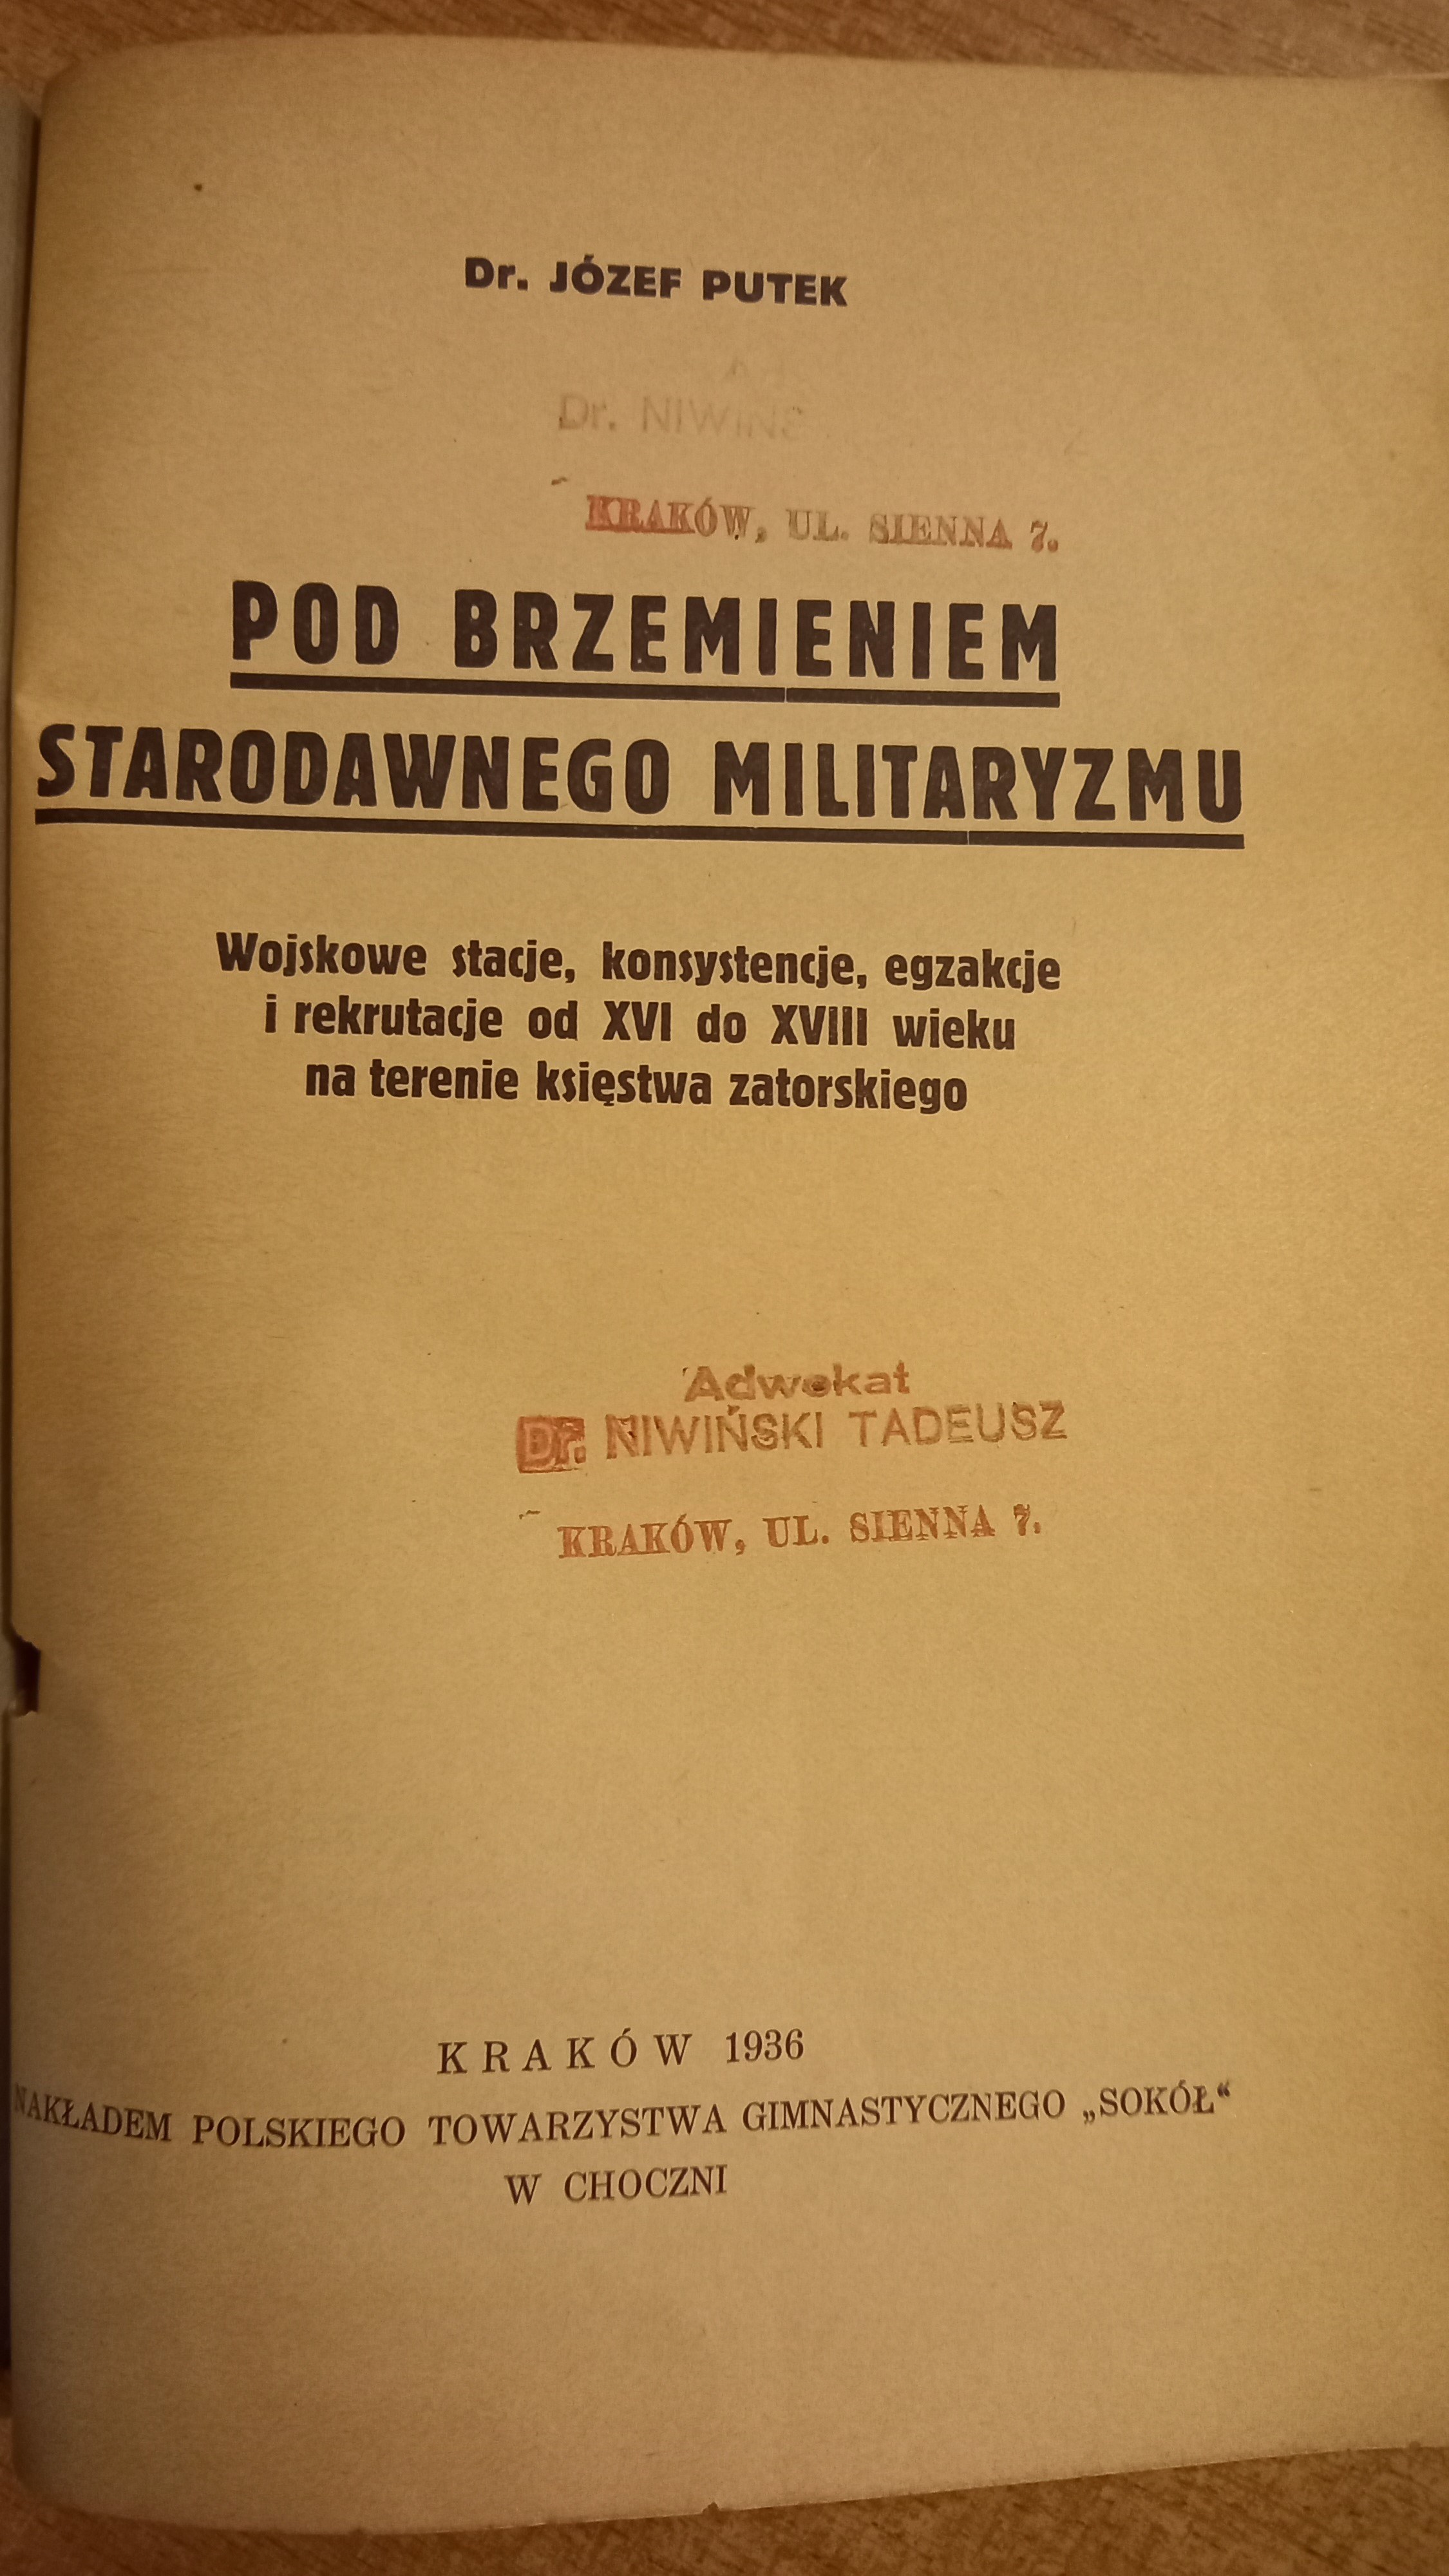 Dr. JÓZEF PUTEK
Dr. NIWIŃS
KRAKÓW, UL. SIENNA 7.
POD BRZEMIENIEM
STARODAWNEGO MILITARYZMU
Wojskowe stacje, konsystencje, egzakcje
i rekrutacje od XVI do XVIII wieku
na terenie księstwa zatorskiego
Adwokat
Dr. NIWIŃSKI TADEUSZ
KRAKÓW, UL. SIENNA 7.
KRAKÓW 1936
NAKŁADEM POLSKIEGO TOWARZYSTWA GIMNASTYCZNEGO „SOKÓŁ“
W CHOCZNI